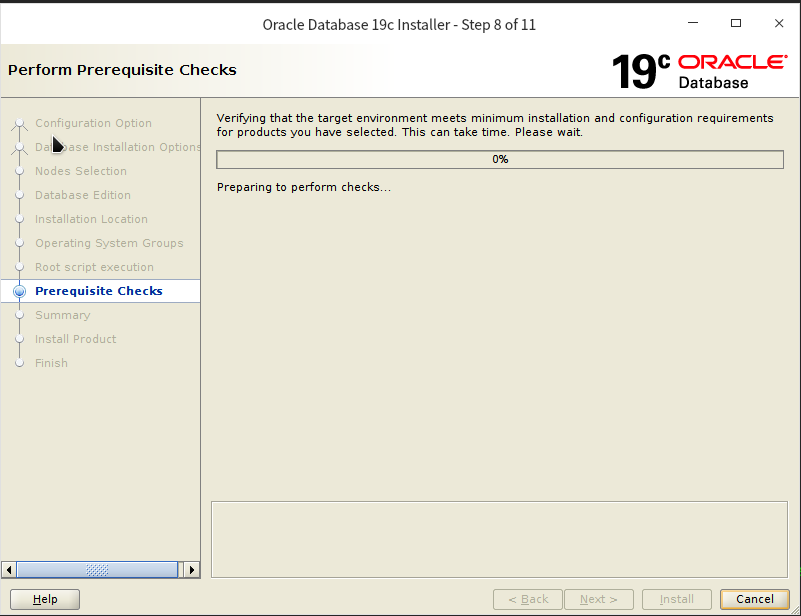 Oracle Database 19c Installer - Step 8 of 11
Perform Prerequisite Checks
19c ORACLE
Database
Configuration Option
Database Installation Options
Nodes Selection
Database Edition
Installation Location
Operating System Groups
Root script execution
Prerequisite Checks
Summary
Install Product
Finish
Verifying that the target environment meets minimum installation and configuration requirements
for products you have selected. This can take time. Please wait.
0%
Preparing to perform checks...
Help
< Back
Next >
Install
Cancel